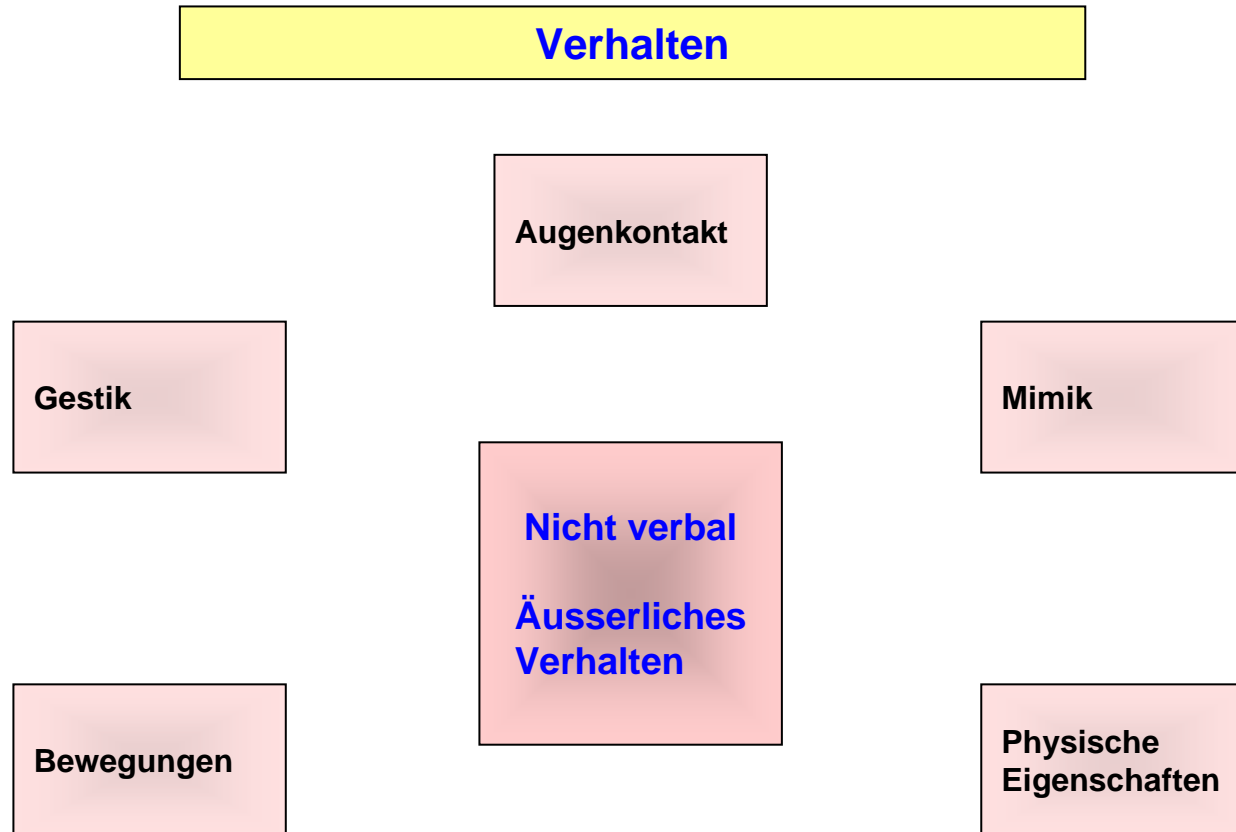 Verhalten
Augenkontakt
Gestik
Mimik
Nicht verbal
Äusserliches
Verhalten
Bewegungen
Physische
Eigenschaften